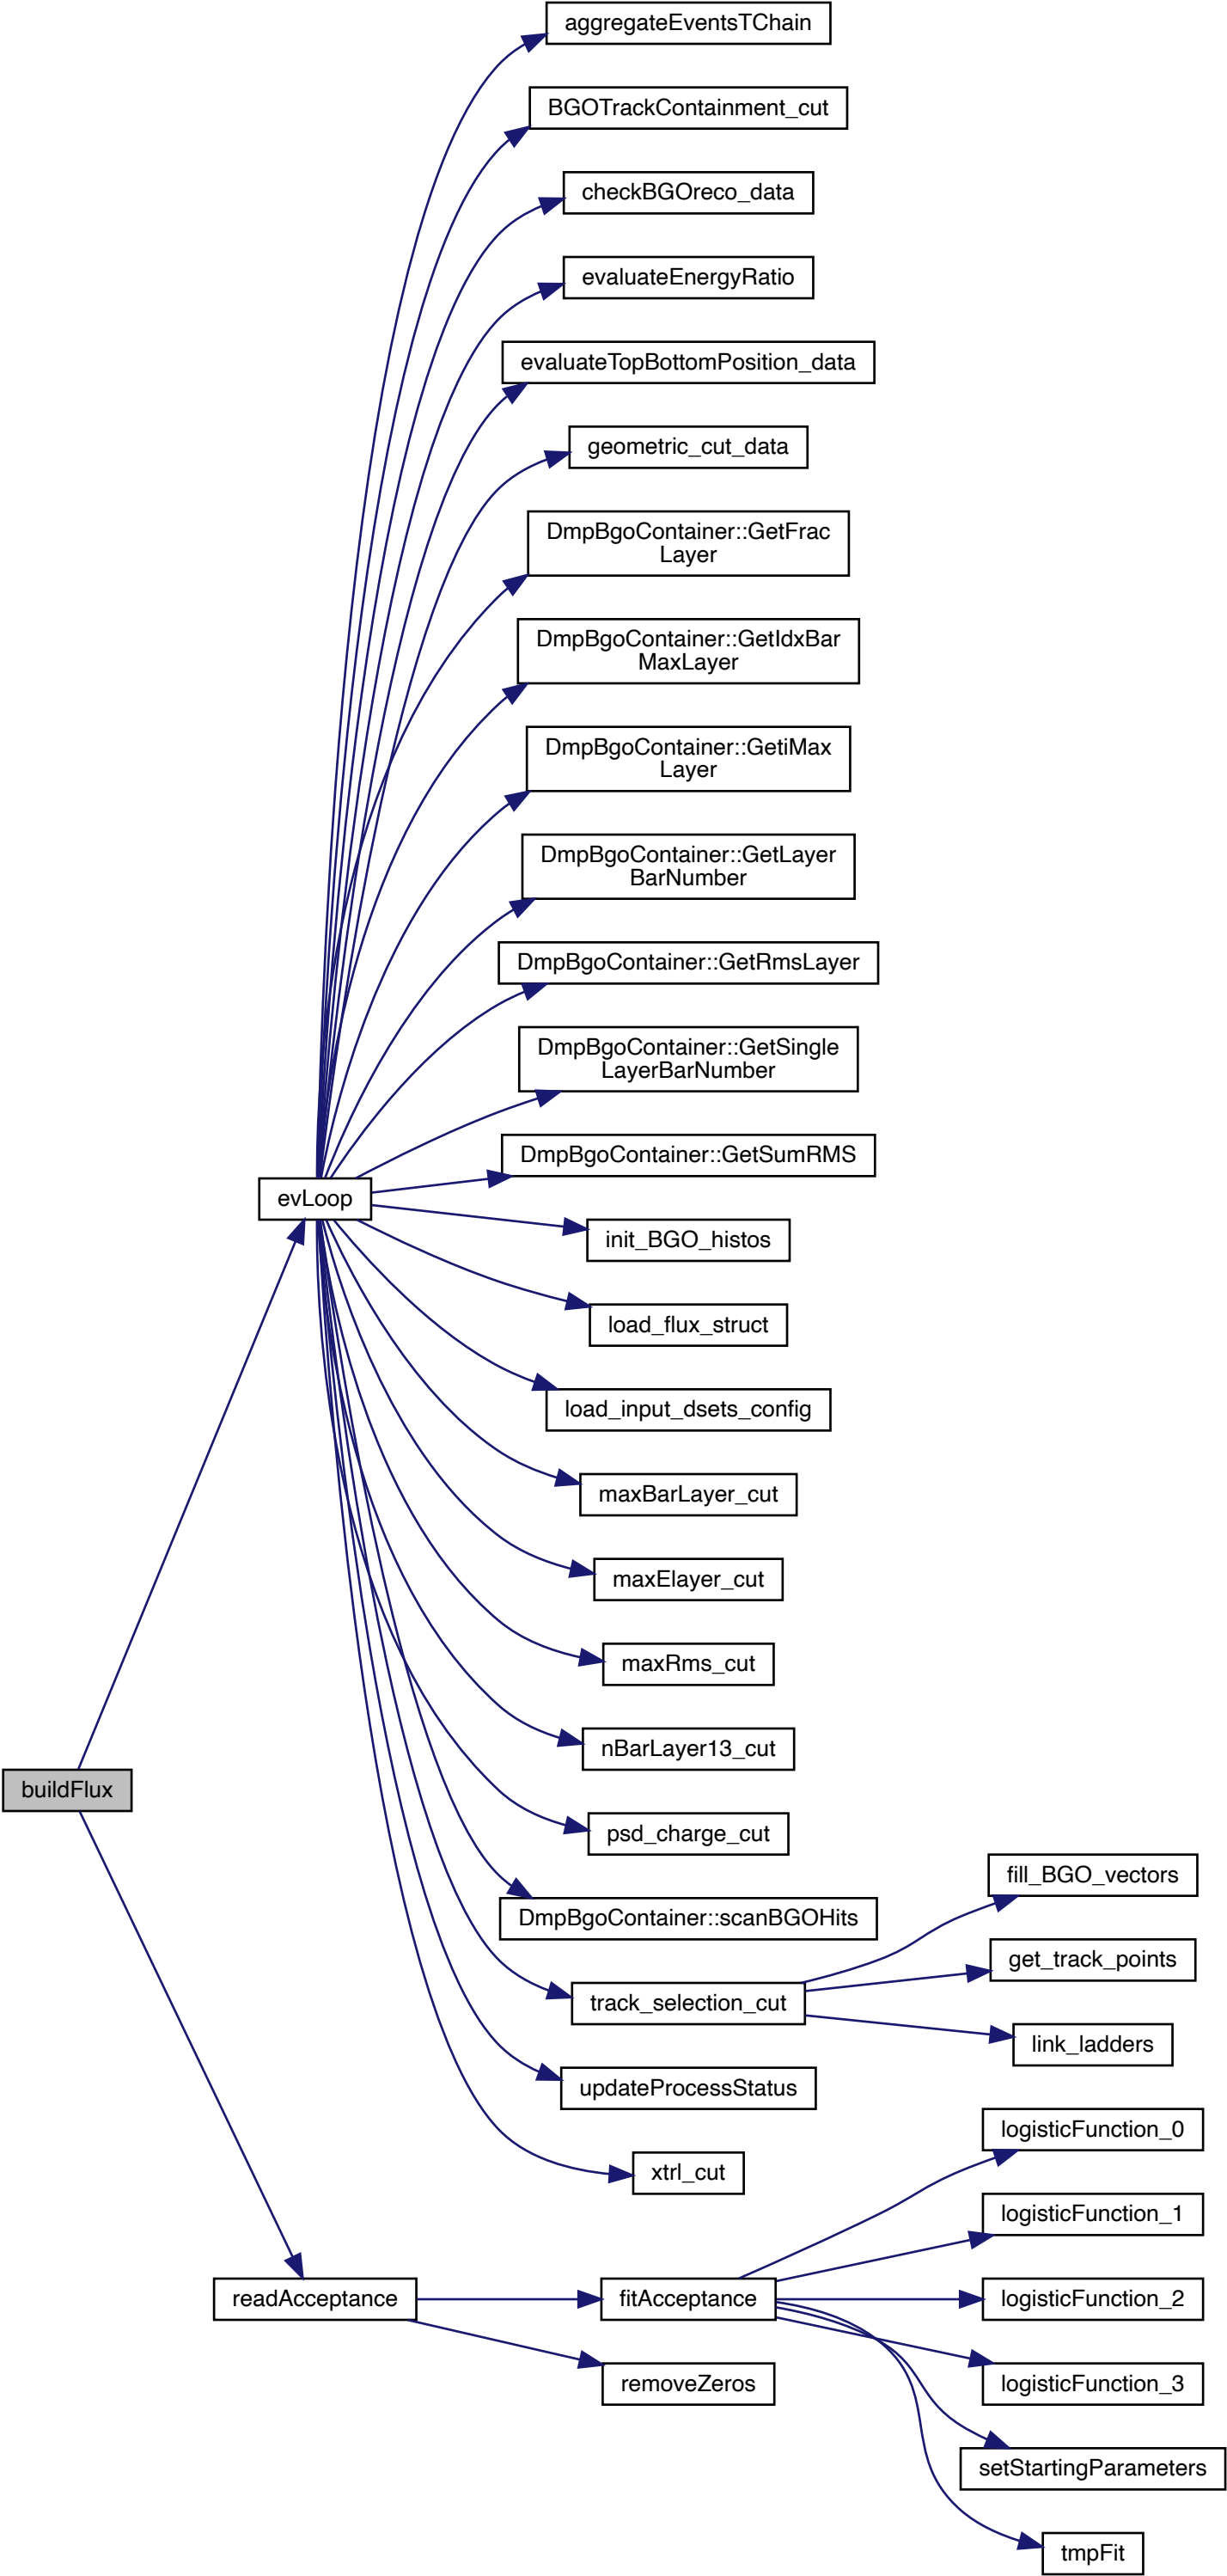 aggregateEventsTChain
BGOTrackContainment_cut
checkBGOreco_data
evaluateEnergyRatio
evaluateTopBottomPosition_data
geometric_cut_data
DmpBgoContainer::GetFrac
Layer
DmpBgoContainer::GetIdxBar
MaxLayer
DmpBgoContainer::GetiMax
Layer
DmpBgoContainer::GetLayer
BarNumber
DmpBgoContainer::GetRmsLayer
DmpBgoContainer::GetSingle
LayerBarNumber
DmpBgoContainer::GetSumRMS
evLoop
init_BGO_histos
load_flux_struct
load_input_dsets_config
maxBarLayer_cut
maxElayer_cut
maxRms_cut
nBarLayer13_cut
buildFlux
psd_charge_cut
fill_BGO_vectors
DmpBgoContainer::scanBGOHits
get_track_points
track_selection_cut
link_ladders
updateProcessStatus
logisticFunction_0
xtrl_cut
logisticFunction_1
readAcceptance
fitAcceptance
logisticFunction_2
removeZeros
logisticFunction_3
setStartingParameters
tmpFit